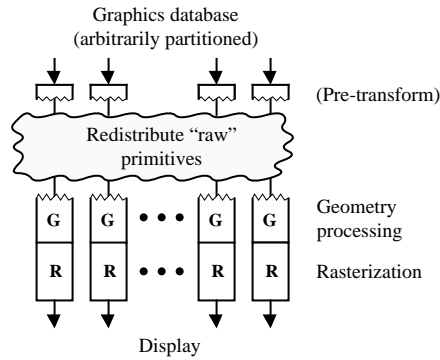 Graphics database
(arbitrarily partitioned)
(Pre-transform)
Redistribute “raw”
primitives
G G G G
Geometry
processing
R R R R
Rasterization
Display